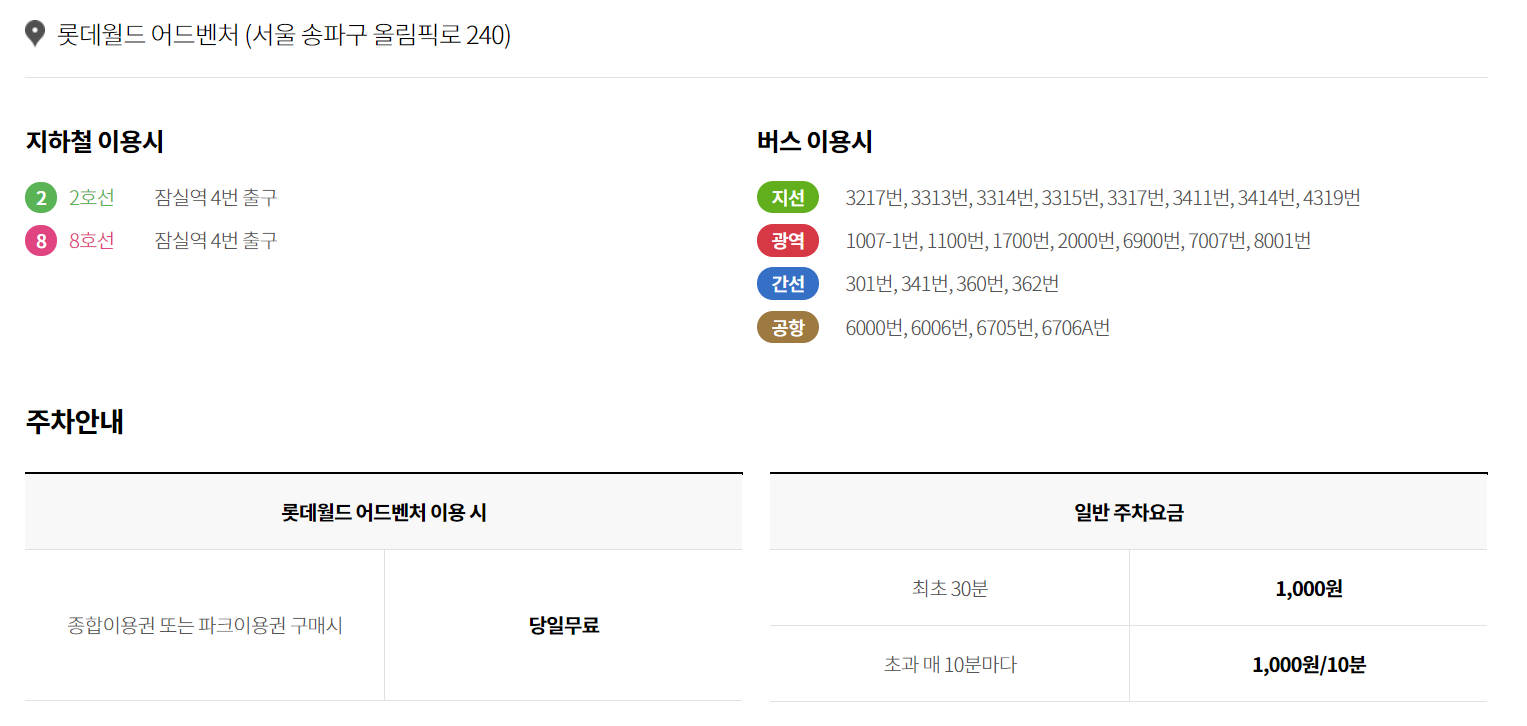 롯데월드 어드벤처 (서울 송파구 올림픽로 240)
지하철 이용시
2 2호선 잠실역 4번 출구
8 8호선 잠실역 4번 출구
버스 이용시
지선 3217번, 3313번, 3314번, 3315번, 3317번, 3411번, 3414번, 4319번
광역 1007-1번, 1100번, 1700번, 2000번, 6900번, 7007번, 8001번
간선 301번, 341번, 360번, 362번
공항 6000번, 6006번, 6705번, 6706A번
주차안내
롯데월드 어드벤처 이용 시
종합이용권 또는 파크이용권 구매시 당일무료
일반 주차요금
최초 30분 1,000원
초과 매 10분마다 1,000원/10분